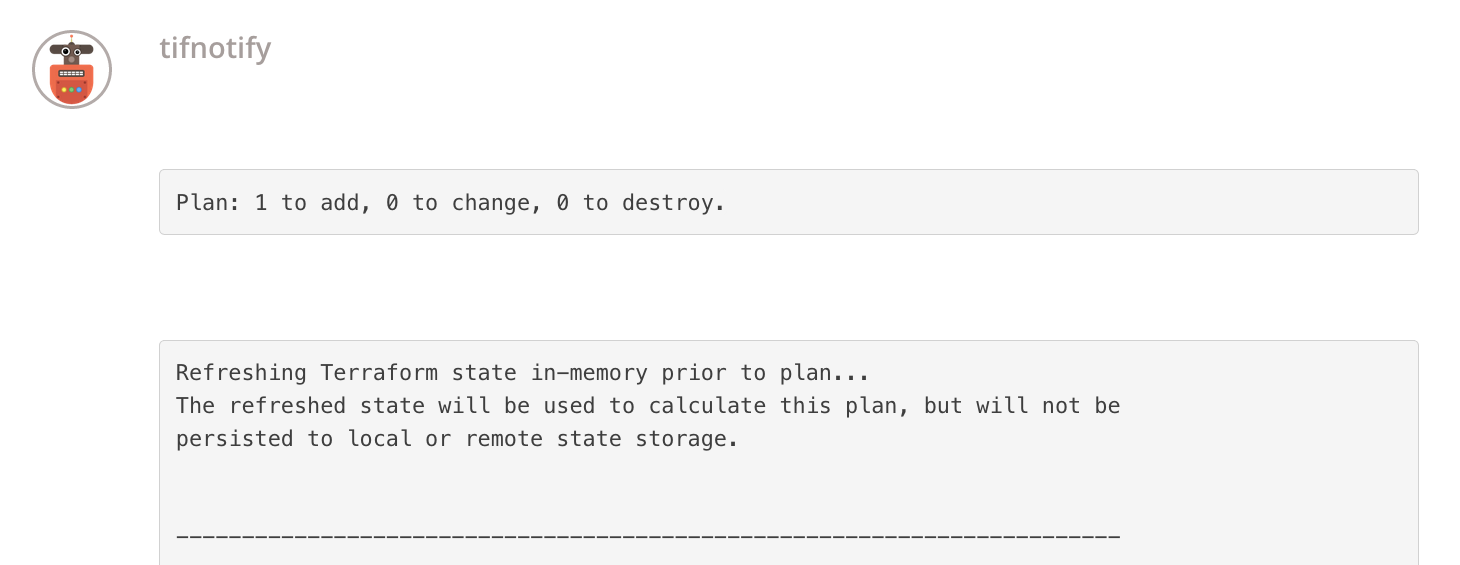 tifnotify
Plan: 1 to add, 0 to change, 0 to destroy.
Refreshing Terraform state in-memory prior to plan...
The refreshed state will be used to calculate this plan, but will not be
persisted to local or remote state storage.
------------------------------------------------------------------------